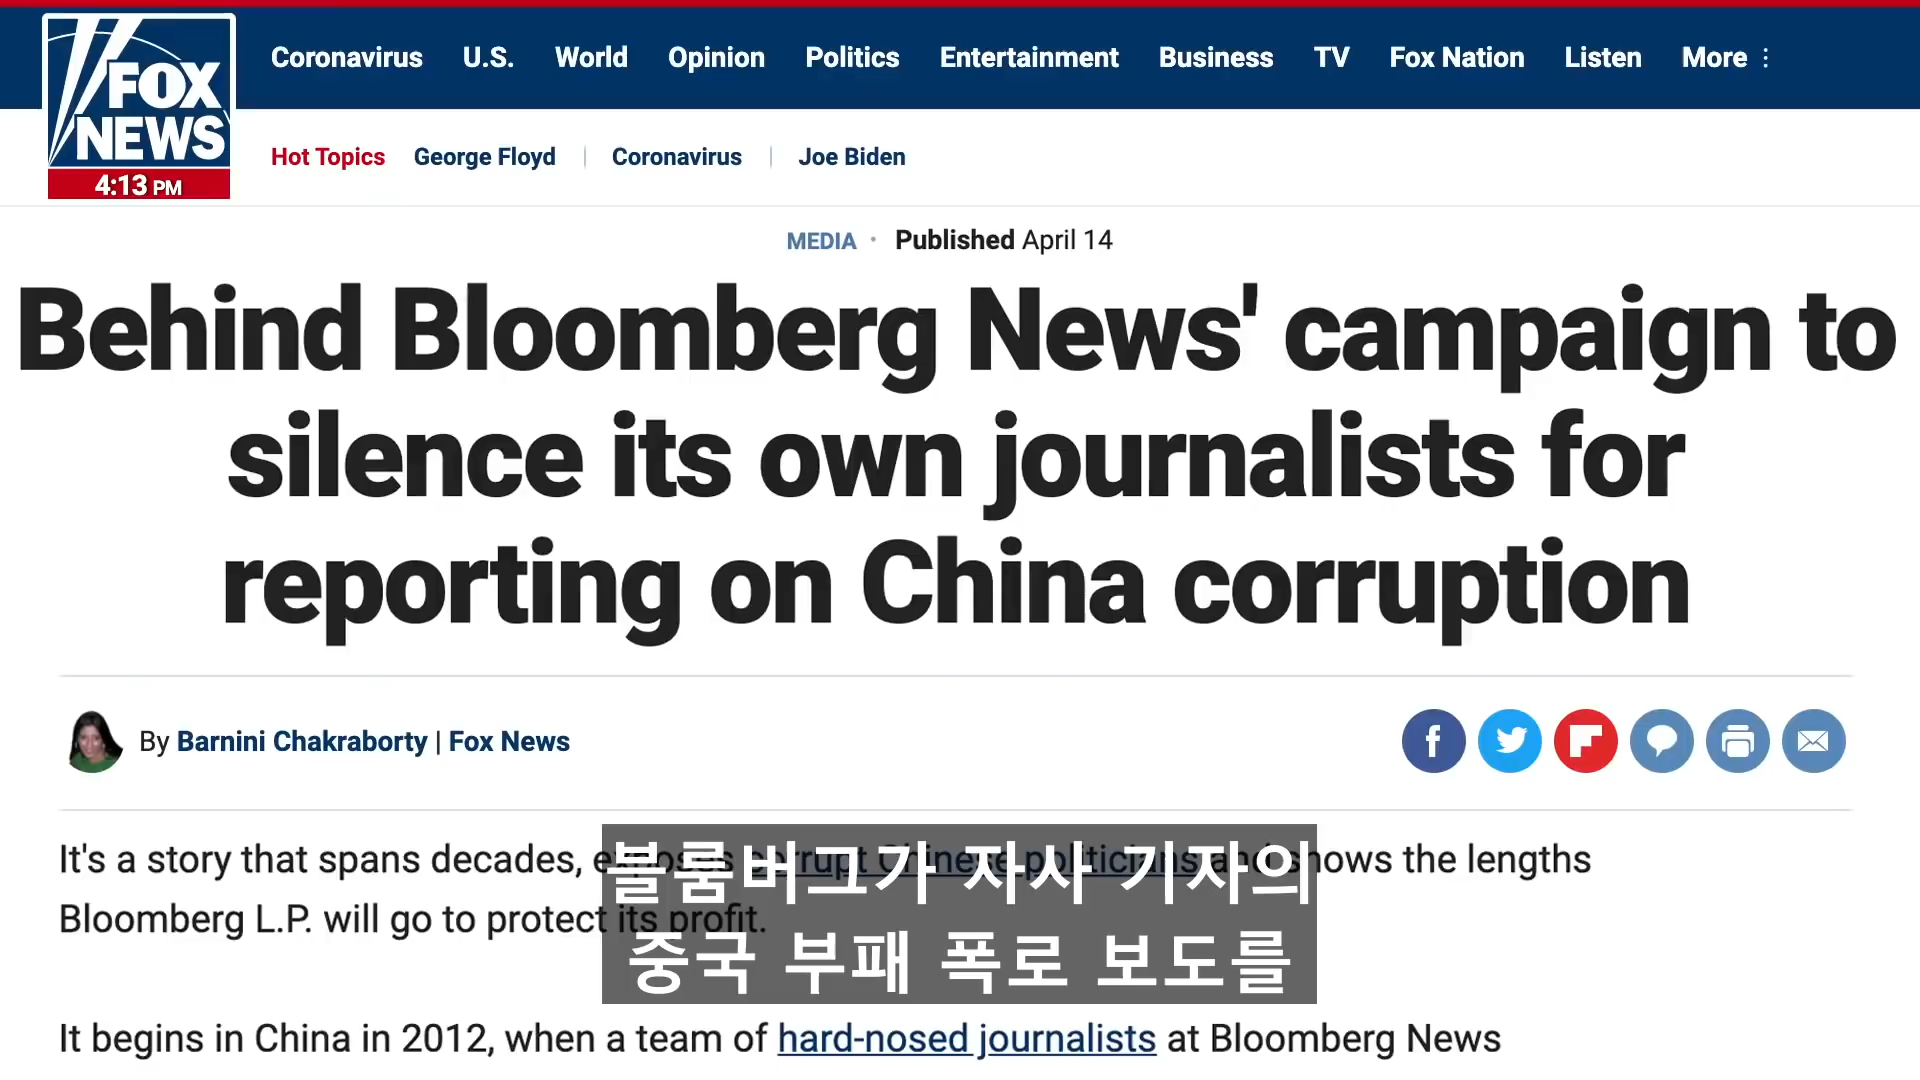 FOX
NEWS
4:13 PM
Coronavirus U.S. World Opinion Politics Entertainment Business TV Fox Nation Listen More
Hot Topics George Floyd Coronavirus Joe Biden
MEDIA · Published April 14
Behind Bloomberg News' campaign to
silence its own journalists for
reporting on China corruption
By Barnini Chakraborty | Fox News
It's a story that spans decades, exposes corrupt Chinese politicians and shows the lengths
Bloomberg L.P. will go to protect its profit.
블룸버그가 자사 기자의
중국 부패 폭로 보도를
It begins in China in 2012, when a team of hard-nosed journalists at Bloomberg News